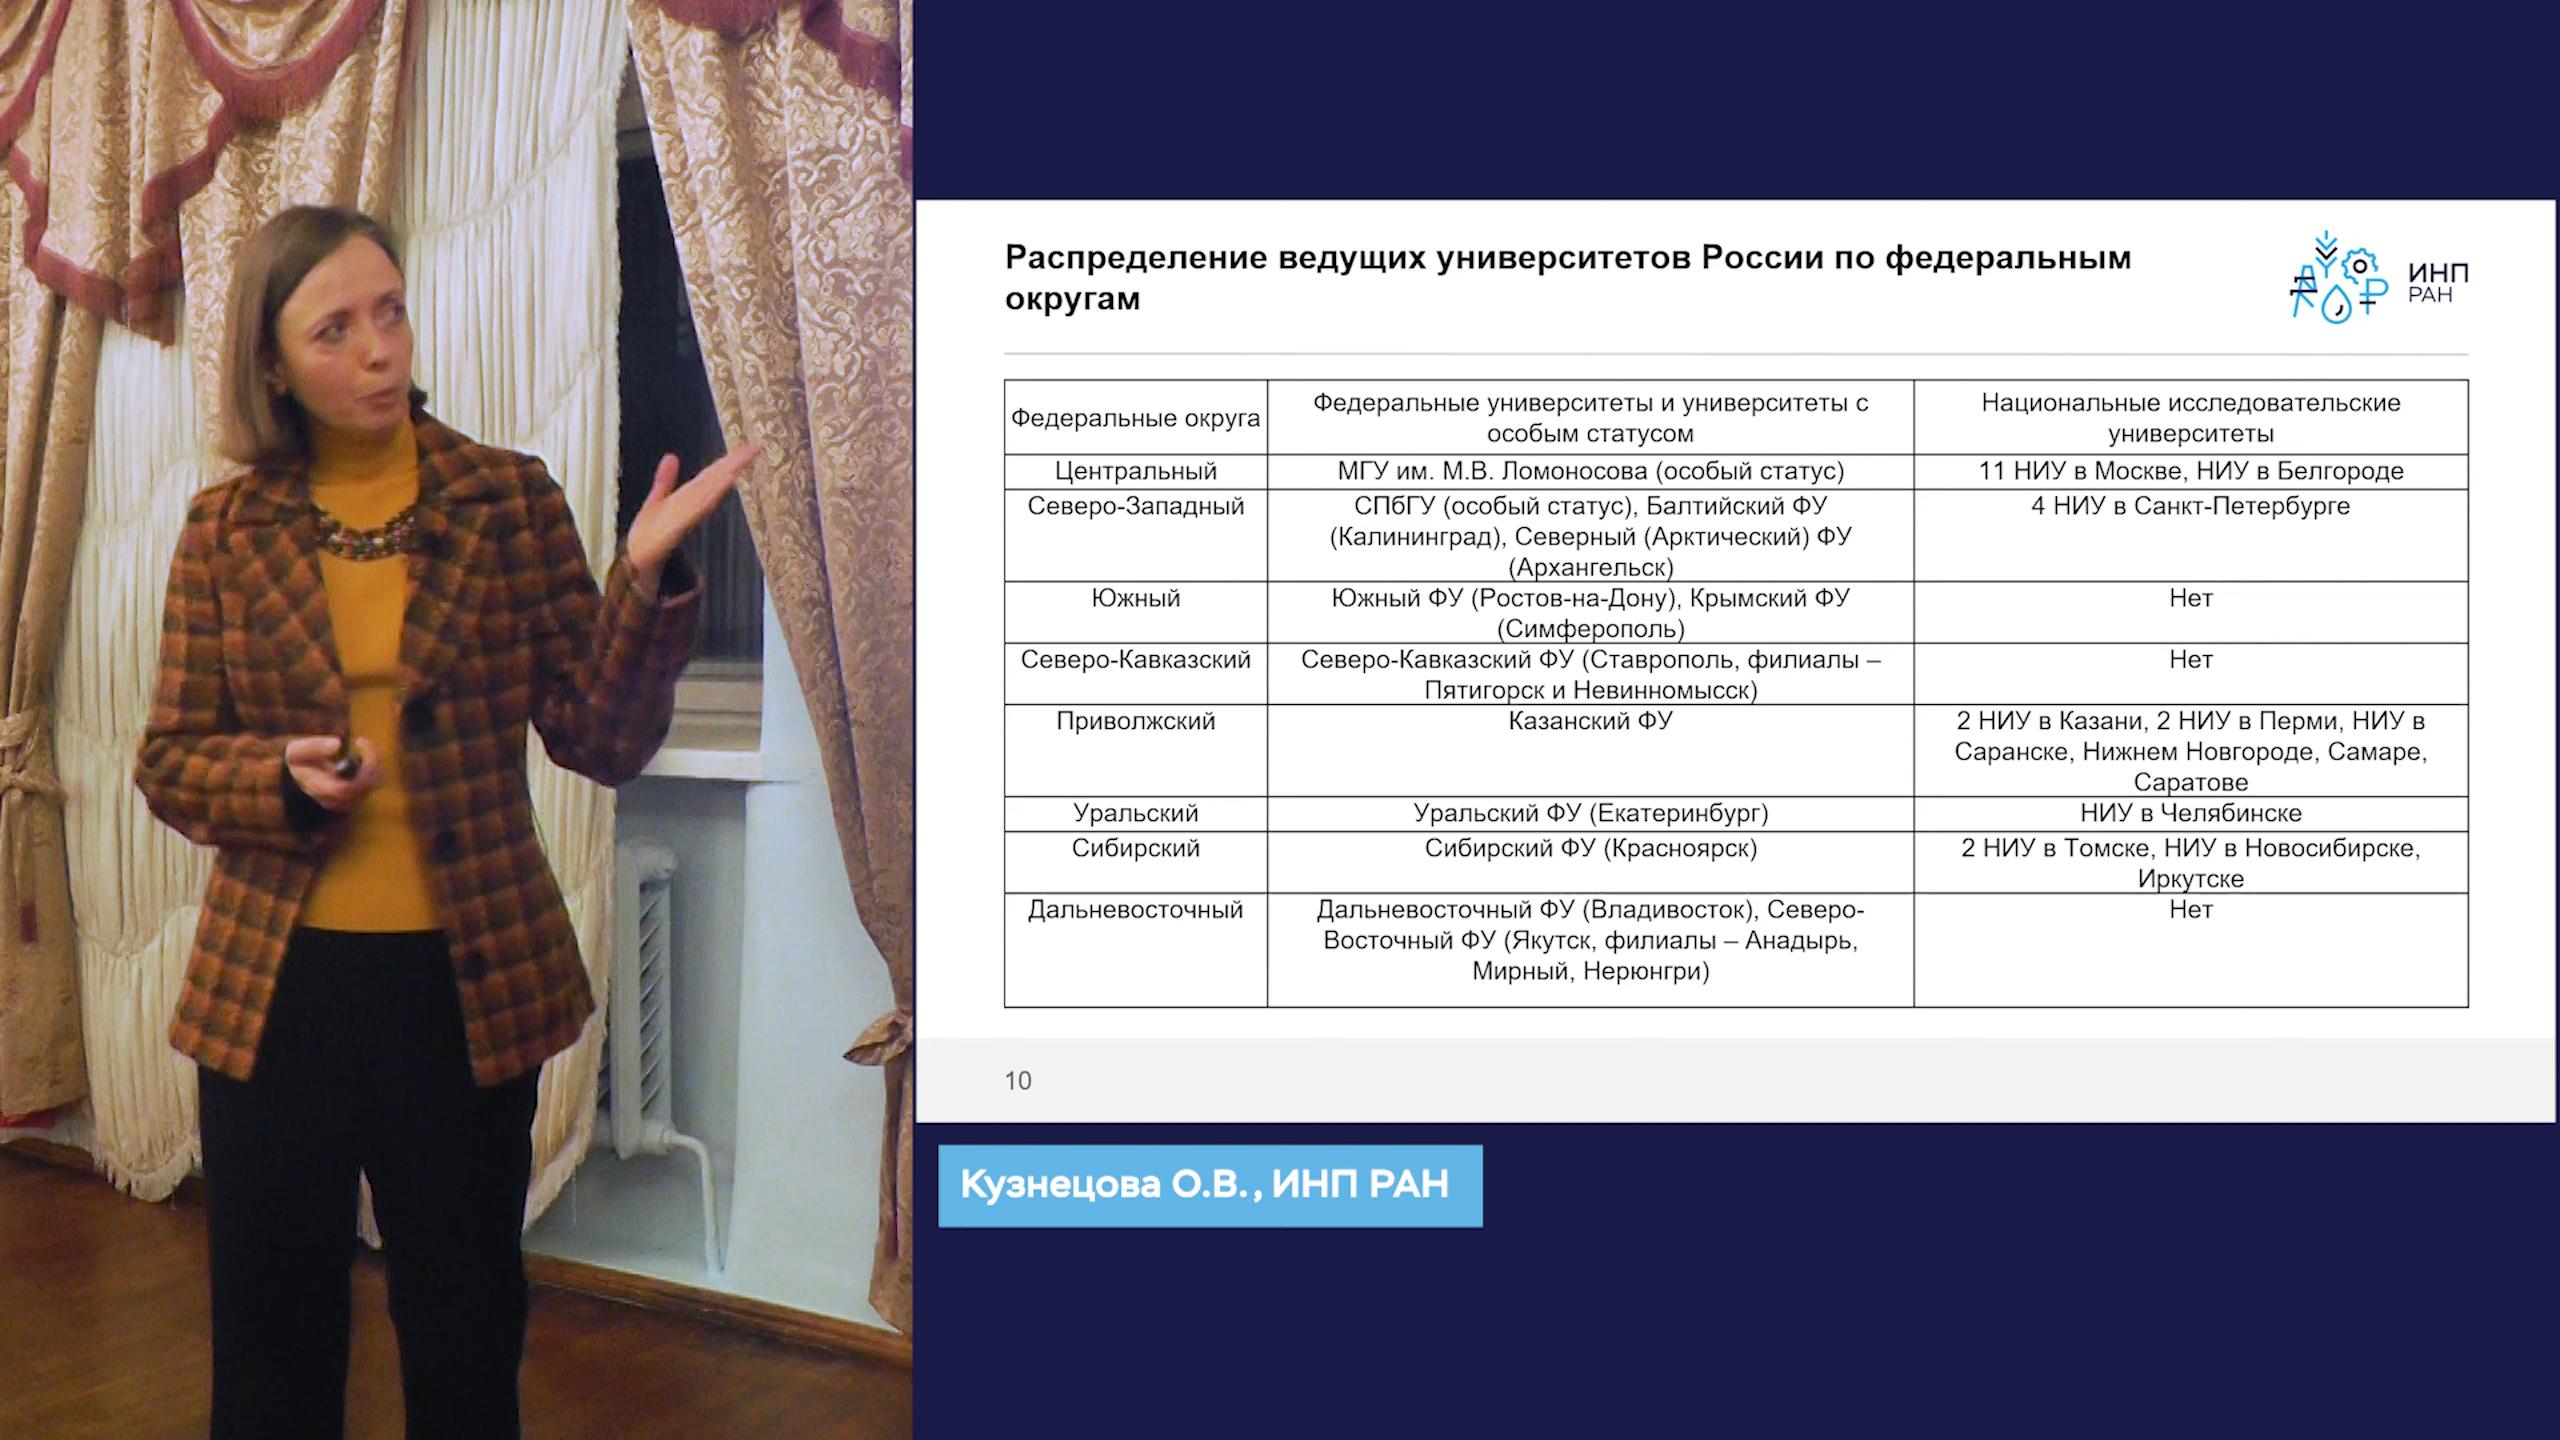 Распределение ведущих университетов России по федеральным
округам
ИНП
РАН
Федеральные округа
Федеральные университеты и университеты с
особым статусом
Национальные исследовательские
университеты
Центральный
МГУ им. М.В. Ломоносова (особый статус)
11 НИУ в Москве, НИУ в Белгороде
Северо-Западный
СПбГУ (особый статус), Балтийский ФУ
(Калининград), Северный (Арктический) ФУ
(Архангельск)
4 НИУ в Санкт-Петербурге
Южный
Южный ФУ (Ростов-на-Дону), Крымский ФУ
(Симферополь)
Нет
Северо-Кавказский
Северо-Кавказский ФУ (Ставрополь, филиалы –
Пятигорск и Невинномысск)
Нет
Приволжский
Казанский ФУ
2 НИУ в Казани, 2 НИУ в Перми, НИУ в
Саранске, Нижнем Новгороде, Самаре,
Саратове
Уральский
Уральский ФУ (Екатеринбург)
НИУ в Челябинске
Сибирский
Сибирский ФУ (Красноярск)
2 НИУ в Томске, НИУ в Новосибирске,
Иркутске
Дальневосточный
Дальневосточный ФУ (Владивосток), Северо-
Восточный ФУ (Якутск, филиалы – Анадырь,
Мирный, Нерюнгри)
Нет
10
Кузнецова О.В., ИНП РАН